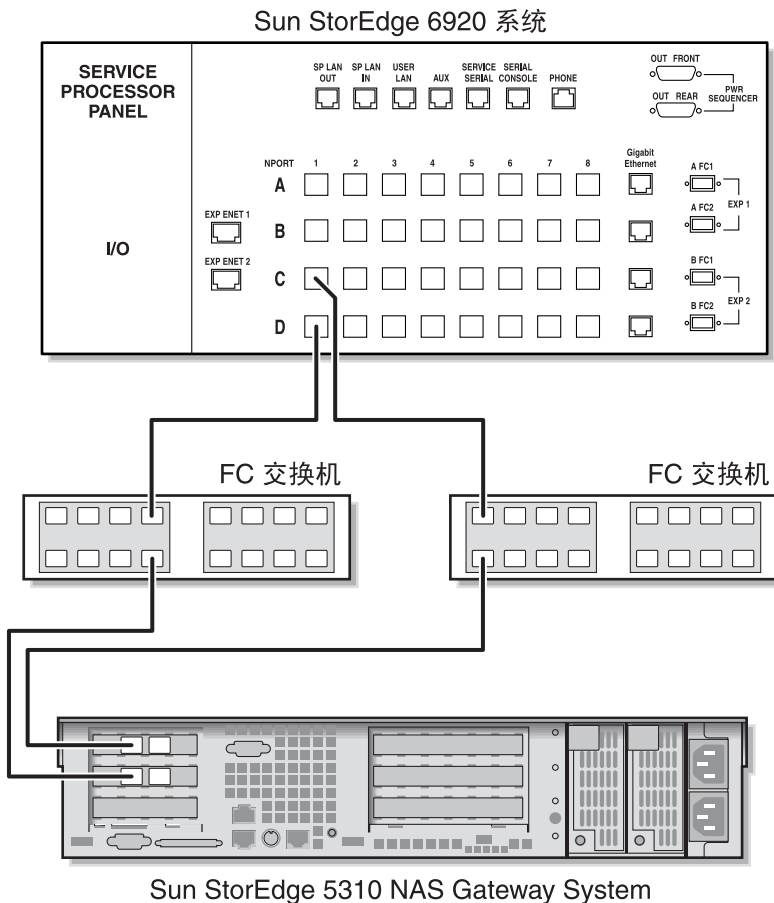 Sun StorEdge 6920 系统
SERVICE
PROCESSOR
PANEL
I/O
SP LAN
OUT
SP LAN
IN
USER
LAN
AUX
SERVICE
SERIAL
SERIAL
CONSOLE
PHONE
OUT FRONT
OUT REAR
PWR
SEQUENCER
NPORT 1 2 3 4 5 6 7 8
Gigabit
Ethernet
A
B
C
D
EXP ENET 1
EXP ENET 2
A FC1
A FC2
EXP 1
B FC1
B FC2
EXP 2
FC 交换机
FC 交换机
Sun StorEdge 5310 NAS Gateway System